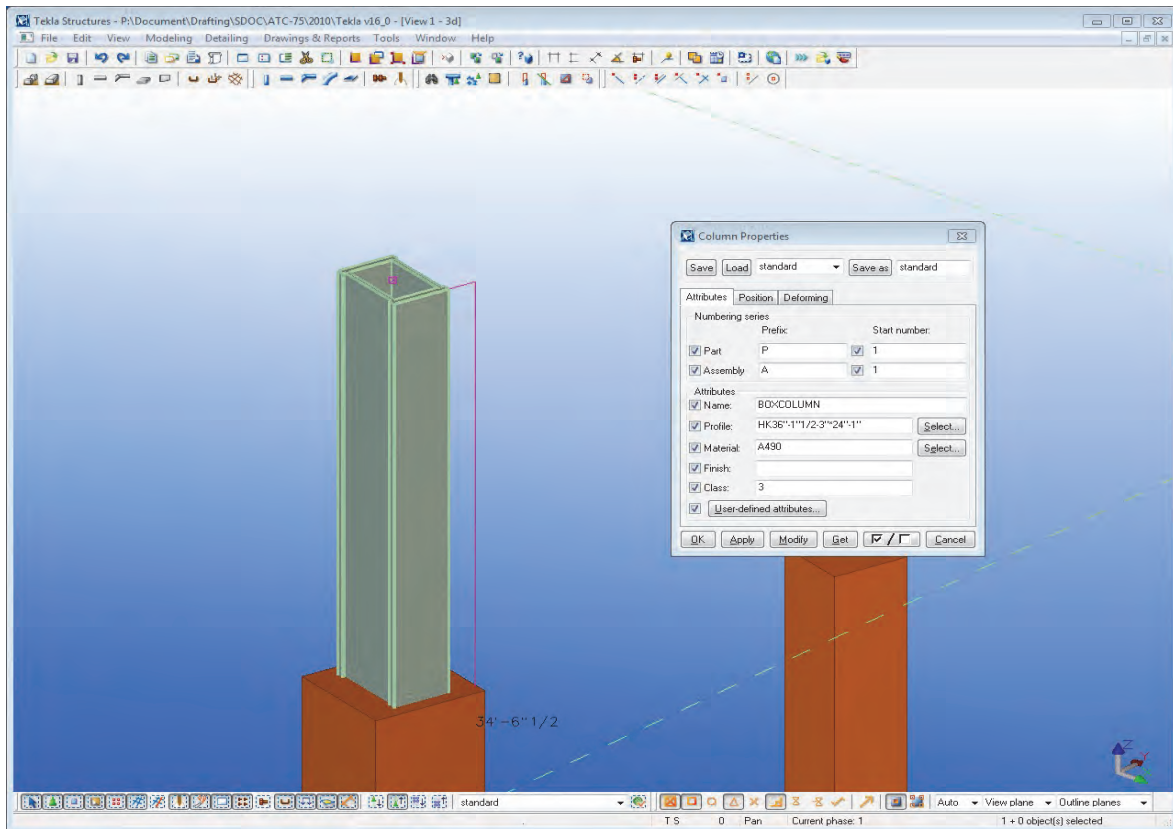 Tekla Structures - P:\Document\Drafting\SDOC\ATC-75\2010\Tekla v16_0 - [View 1 - 3d]
File Edit View Modeling Detailing Drawings & Reports Tools Window Help
Column Properties
Save Load standard Save as standard
Attributes Position Deforming
Numbering series
Prefix: Start number:
Part P 1
Assembly A 1
Attributes
Name: BOXCOLUMN
Profile: HK36"-1"1/2-3"*24"-1" Select...
Material: A490 Select...
Finish:
Class: 3
User-defined attributes...
OK Apply Modify Get Cancel
34'-6"1/2
Z
standard Auto View plane Outline planes
T S 0 Pan Current phase: 1 1 + 0 object(s) selected